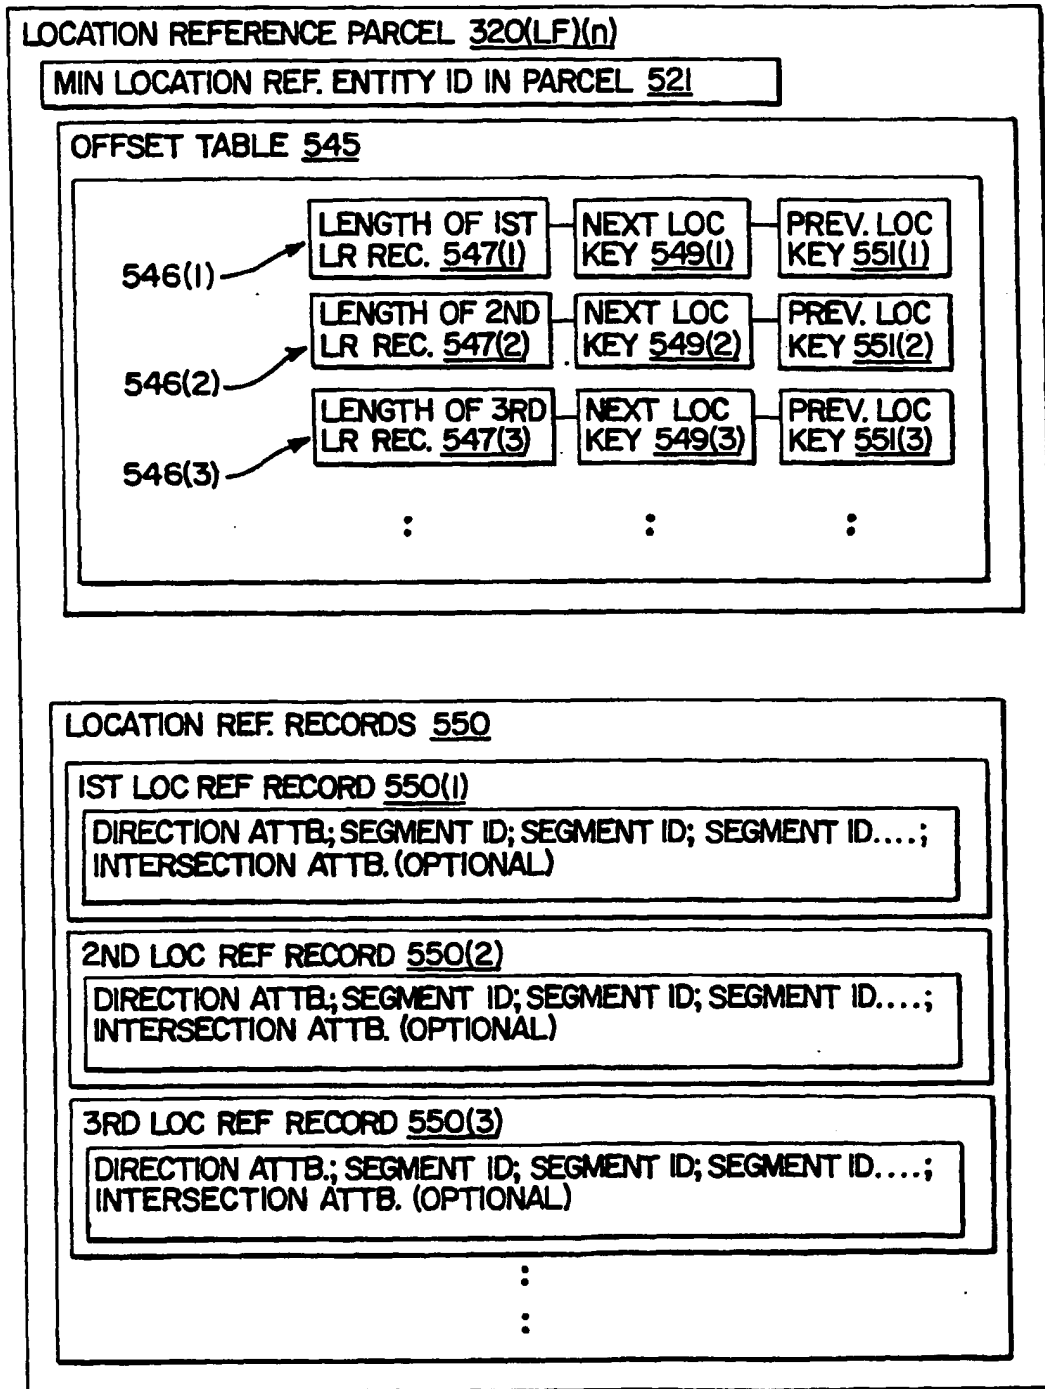 LOCATION REFERENCE PARCEL 320(LF)(n)
MIN LOCATION REF. ENTITY ID IN PARCEL 521
OFFSET TABLE 545
546(1)
LENGTH OF 1ST
LR REC. 547(1)
NEXT LOC
KEY 549(1)
PREV. LOC
KEY 551(1)
546(2)
LENGTH OF 2ND
LR REC. 547(2)
NEXT LOC
KEY 549(2)
PREV. LOC
KEY 551(2)
546(3)
LENGTH OF 3RD
LR REC. 547(3)
NEXT LOC
KEY 549(3)
PREV. LOC
KEY 551(3)
LOCATION REF. RECORDS 550
1ST LOC REF RECORD 550(1)
DIRECTION ATTB.; SEGMENT ID; SEGMENT ID; SEGMENT ID....;
INTERSECTION ATTB. (OPTIONAL)
2ND LOC REF RECORD 550(2)
DIRECTION ATTB.; SEGMENT ID; SEGMENT ID; SEGMENT ID....;
INTERSECTION ATTB. (OPTIONAL)
3RD LOC REF RECORD 550(3)
DIRECTION ATTB.; SEGMENT ID; SEGMENT ID; SEGMENT ID....;
INTERSECTION ATTB. (OPTIONAL)